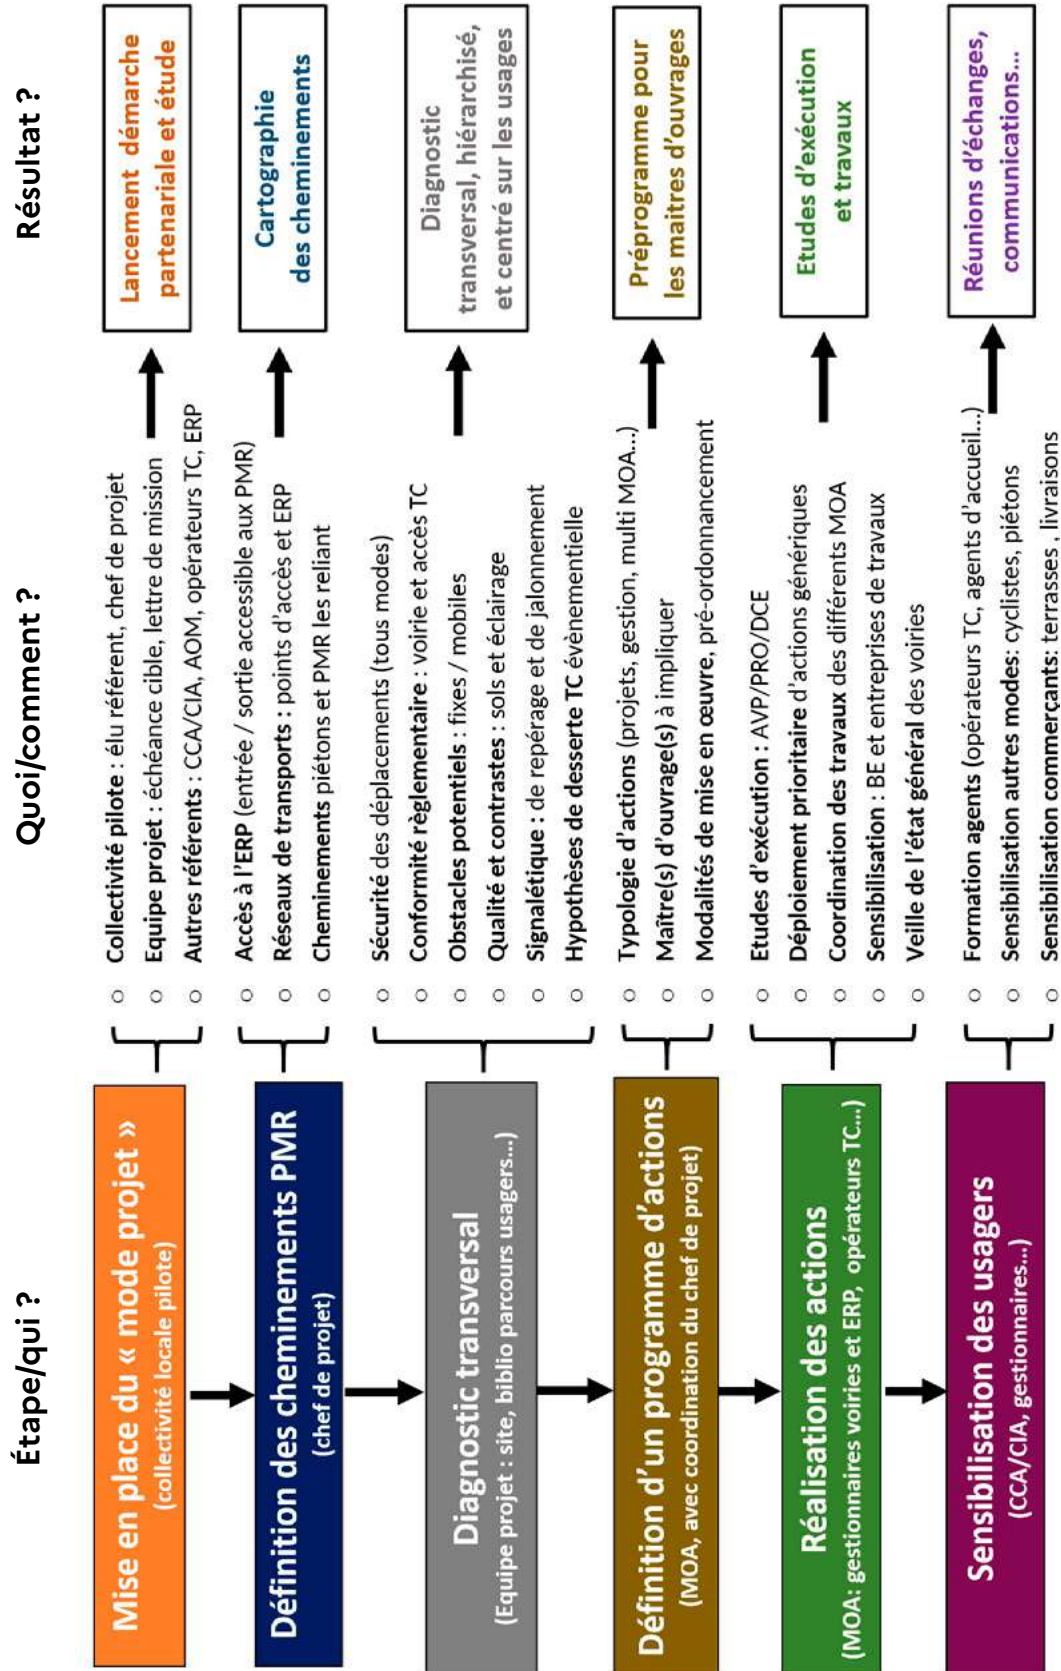 Étape/qui ?
Quoi/comment ?
Résultat ?
Mise en place du « mode projet »
(collectivité locale pilote)
○ Collectivité pilote : élu référent, chef de projet
○ Equipe projet : échéance cible, lettre de mission
○ Autres référents : CCA/CIA, AOM, opérateurs TC, ERP
Lancement démarche
partenariale et étude
Définition des cheminements PMR
(chef de projet)
○ Accès à l'ERP (entrée / sortie accessible aux PMR)
○ Réseaux de transports : points d'accès et ERP
○ Cheminements piétons et PMR les reliant
Cartographie
des cheminements
Diagnostic transversal
(Equipe projet : site, biblio parcours usagers...)
○ Sécurité des déplacements (tous modes)
○ Conformité règlementaire : voirie et accès TC
○ Obstacles potentiels : fixes / mobiles
○ Qualité et contrastes : sols et éclairage
○ Signalétique : de repérage et de jalonnement
○ Hypothèses de desserte TC évènementielle
Diagnostic
transversal, hiérarchisé,
et centré sur les usages
Définition d'un programme d'actions
(MOA, avec coordination du chef de projet)
○ Typologie d'actions (projets, gestion, multi MOA...)
○ Maître(s) d'ouvrage(s) à impliquer
○ Modalités de mise en œuvre, pré-ordonnancement
Préprogramme pour
les maitres d'ouvrages
Réalisation des actions
(MOA: gestionnaires voiries et ERP, opérateurs TC...)
○ Etudes d'exécution : AVP/PRO/DCE
○ Déploiement prioritaire d'actions génériques
○ Coordination des travaux des différents MOA
○ Sensibilisation : BE et entreprises de travaux
○ Veille de l'état général des voiries
Etudes d'exécution
et travaux
Sensibilisation des usagers
(CCA/CIA, gestionnaires...)
○ Formation agents (opérateurs TC, agents d'accueil...)
○ Sensibilisation autres modes: cyclistes, piétons
○ Sensibilisation commerçants: terrasses , livraisons
Réunions d'échanges,
communications...